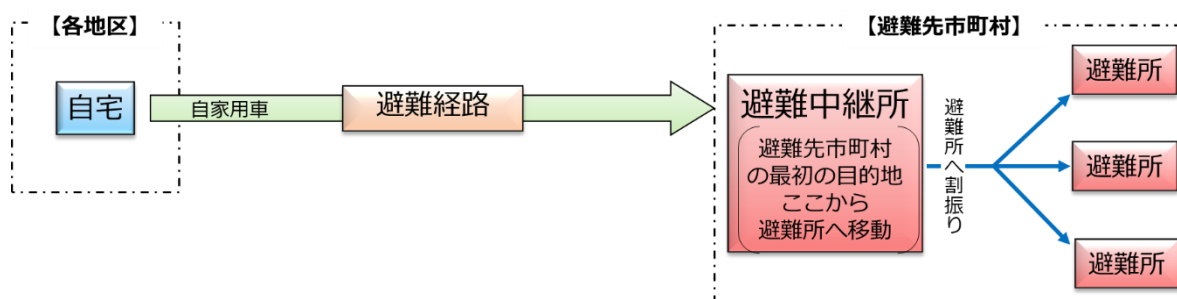 【各地区】
自宅
自家用車
避難経路
【避難先市町村】
避難中継所
避難先市町村
の最初の目的地
ここから
避難所へ移動
避難所へ割振り
避難所
避難所
避難所